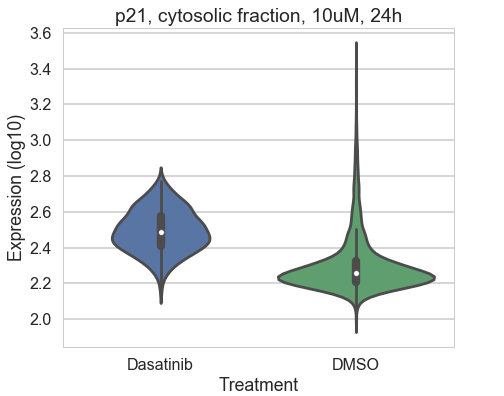 p21, cytosolic fraction, 10uM, 24h
Expression (log10)
3.6
3.4
3.2
3.0
2.8
2.6
2.4
2.2
2.0
Dasatinib
DMSO
Treatment